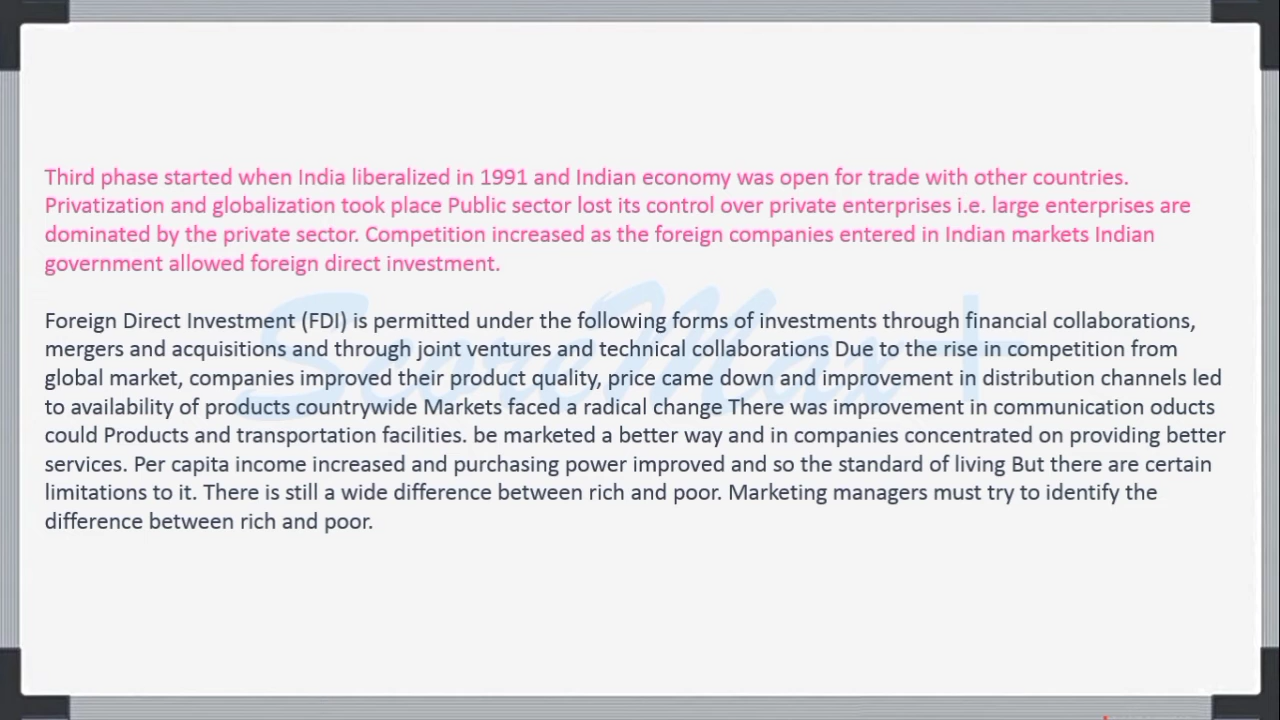 Third phase started when India liberalized in 1991 and Indian economy was open for trade with other countries.
Privatization and globalization took place Public sector lost its control over private enterprises i.e. large enterprises are
dominated by the private sector. Competition increased as the foreign companies entered in Indian markets Indian
government allowed foreign direct investment.
Foreign Direct Investment (FDI) is permitted under the following forms of investments through financial collaborations,
mergers and acquisitions and through joint ventures and technical collaborations Due to the rise in competition from
global market, companies improved their product quality, price came down and improvement in distribution channels led
to availability of products countrywide Markets faced a radical change There was improvement in communication oducts
could Products and transportation facilities. be marketed a better way and in companies concentrated on providing better
services. Per capita income increased and purchasing power improved and so the standard of living But there are certain
limitations to it. There is still a wide difference between rich and poor. Marketing managers must try to identify the
difference between rich and poor.
ScoreMax+